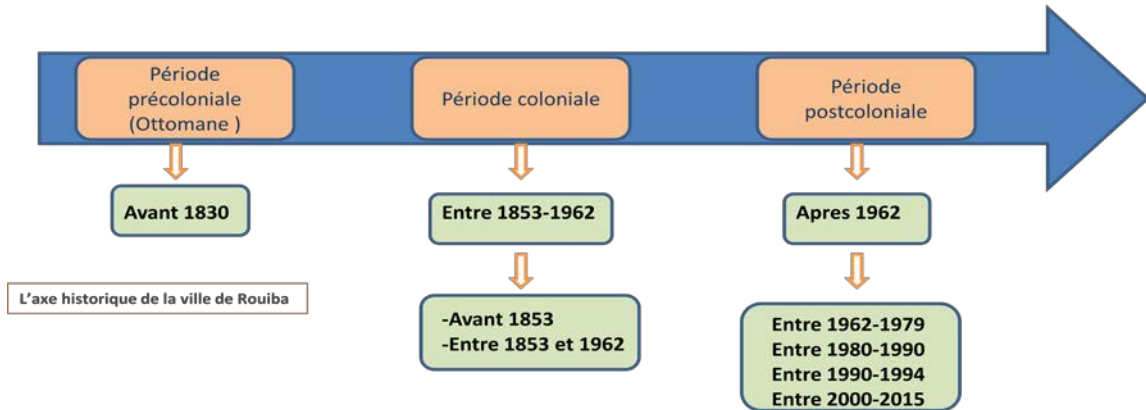 Période
précoloniale
(Ottomane )
Période coloniale
Période
postcoloniale
Avant 1830
Entre 1853-1962
Apres 1962
L'axe historique de la ville de Rouiba
-Avant 1853
-Entre 1853 et 1962
Entre 1962-1979
Entre 1980-1990
Entre 1990-1994
Entre 2000-2015